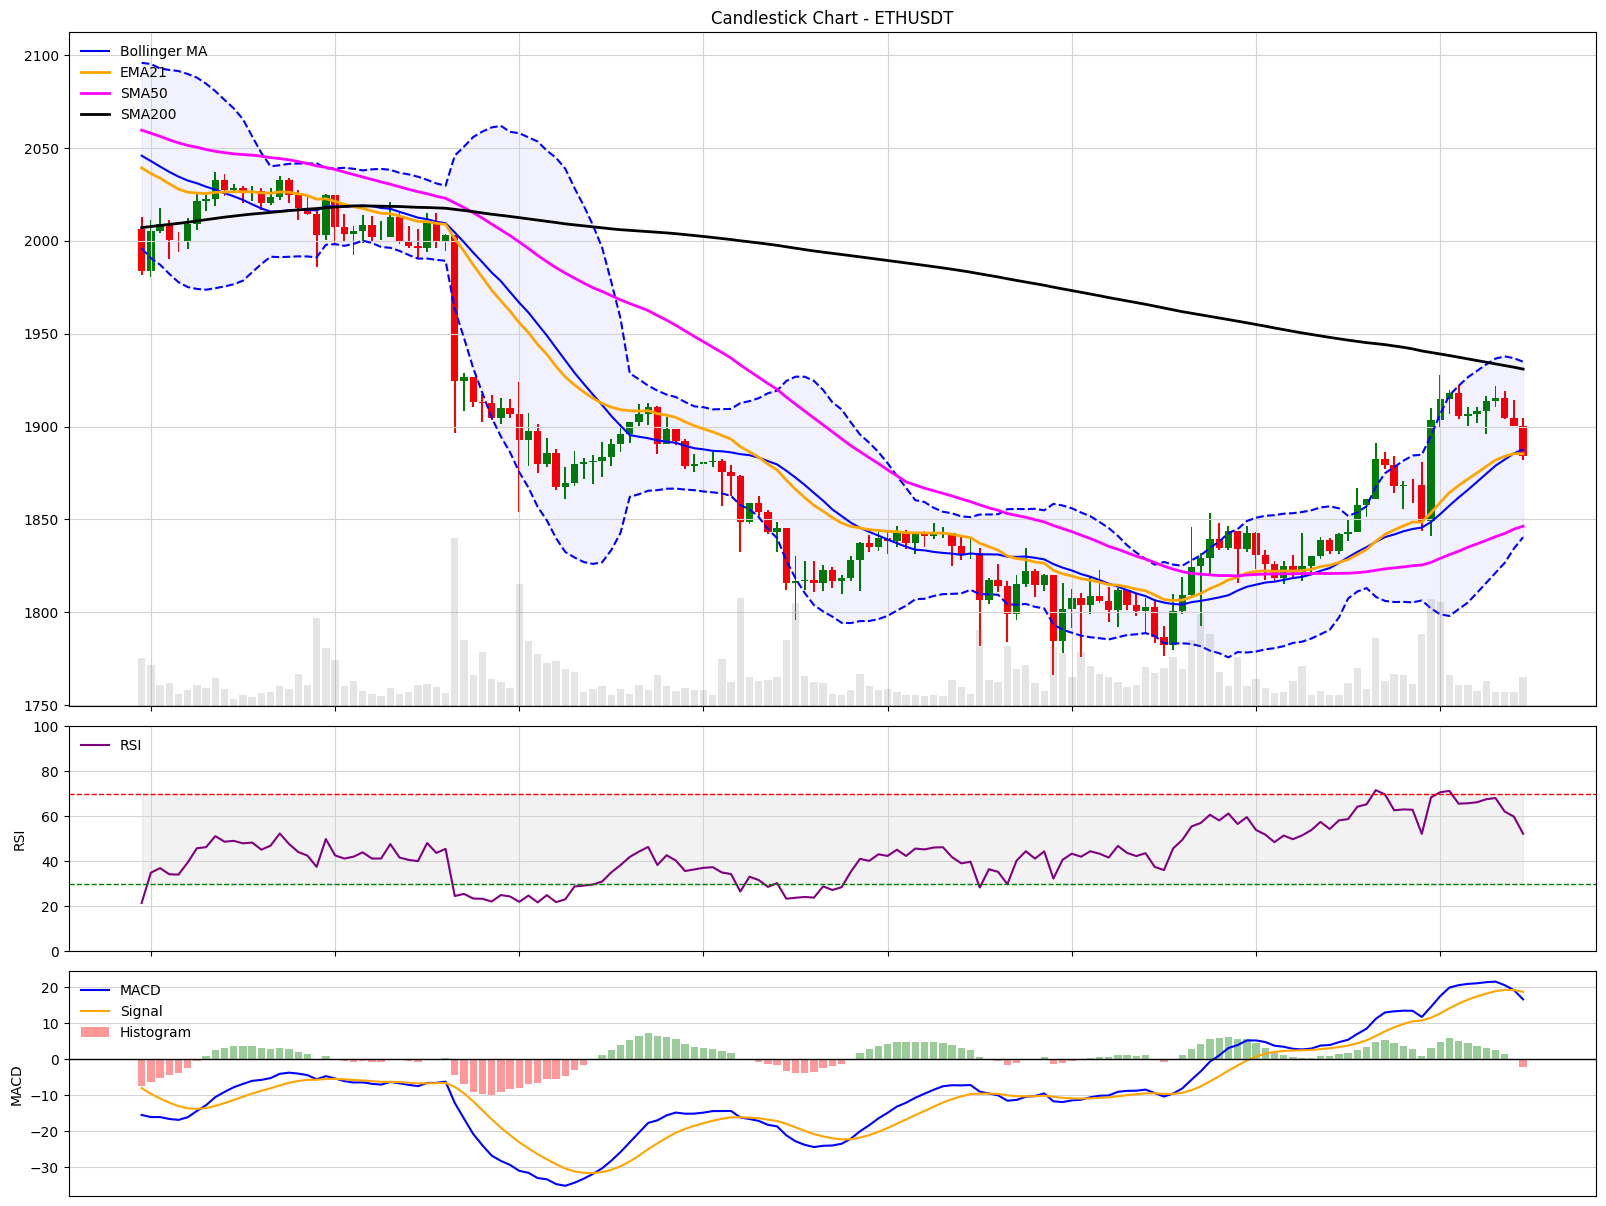 Candlestick Chart - ETHUSDT
Bollinger MA
EMA21
SMA50
SMA200
2100
2050
2000
1950
1900
1850
1800
1750
RSI
RSI
100
80
60
40
20
0
MACD
Signal
Histogram
MACD
20
10
0
−10
−20
−30